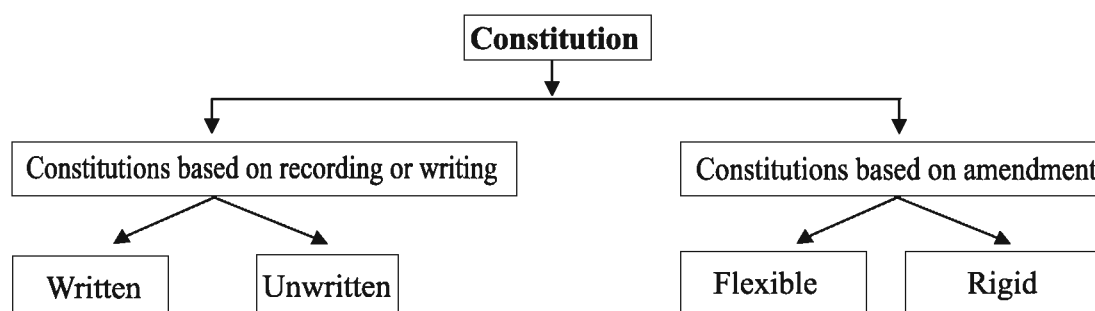 Constitution
Constitutions based on recording or writing
Constitutions based on amendment
Written
Unwritten
Flexible
Rigid